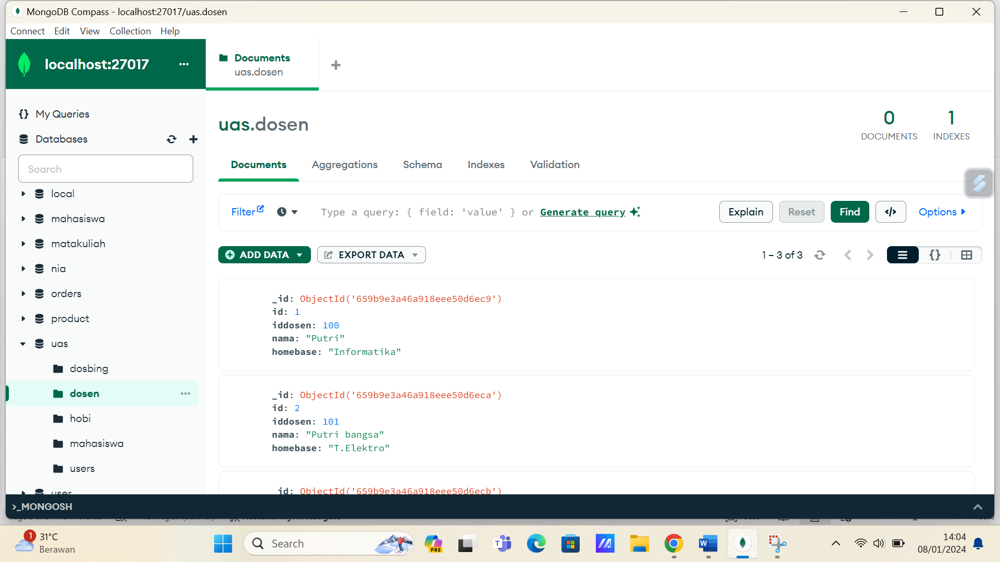 MongoDB Compass - localhost:27017/uas.dosen
Connect Edit View Collection Help
localhost:27017
Documents
uas.dosen
My Queries
Databases
Search
local
mahasiswa
matakuliah
nia
orders
product
uas
dosbing
dosen
hobi
mahasiswa
users
user
uas.dosen
0
DOCUMENTS
1
INDEXES
Documents Aggregations Schema Indexes Validation
Filter Type a query: { field: 'value' } or Generate query Explain Reset Find </> Options
ADD DATA EXPORT DATA 1 – 3 of 3 {}
_id: ObjectId('659b9e3a46a918eee50d6ec9')
id: 1
iddosen: 100
nama: "Putri"
homebase: "Informatika"
_id: ObjectId('659b9e3a46a918eee50d6eca')
id: 2
iddosen: 101
nama: "Putri bangsa"
homebase: "T.Elektro"
_id: ObjectId('659b9e3a46a918eee50d6ecb')
>_MONGOSH
1
31°C
Berawan
Search
PRE
14:04
08/01/2024